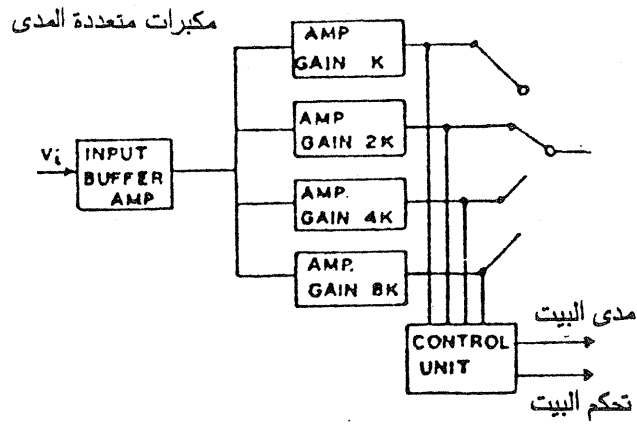 مكبرات متعددة المدى
AMP
GAIN K
AMP
GAIN 2K
Vi
INPUT
BUFFER
AMP
AMP.
GAIN 4K
AMP.
GAIN 8K
مدى البيت
CONTROL
UNIT
تحكم البيت